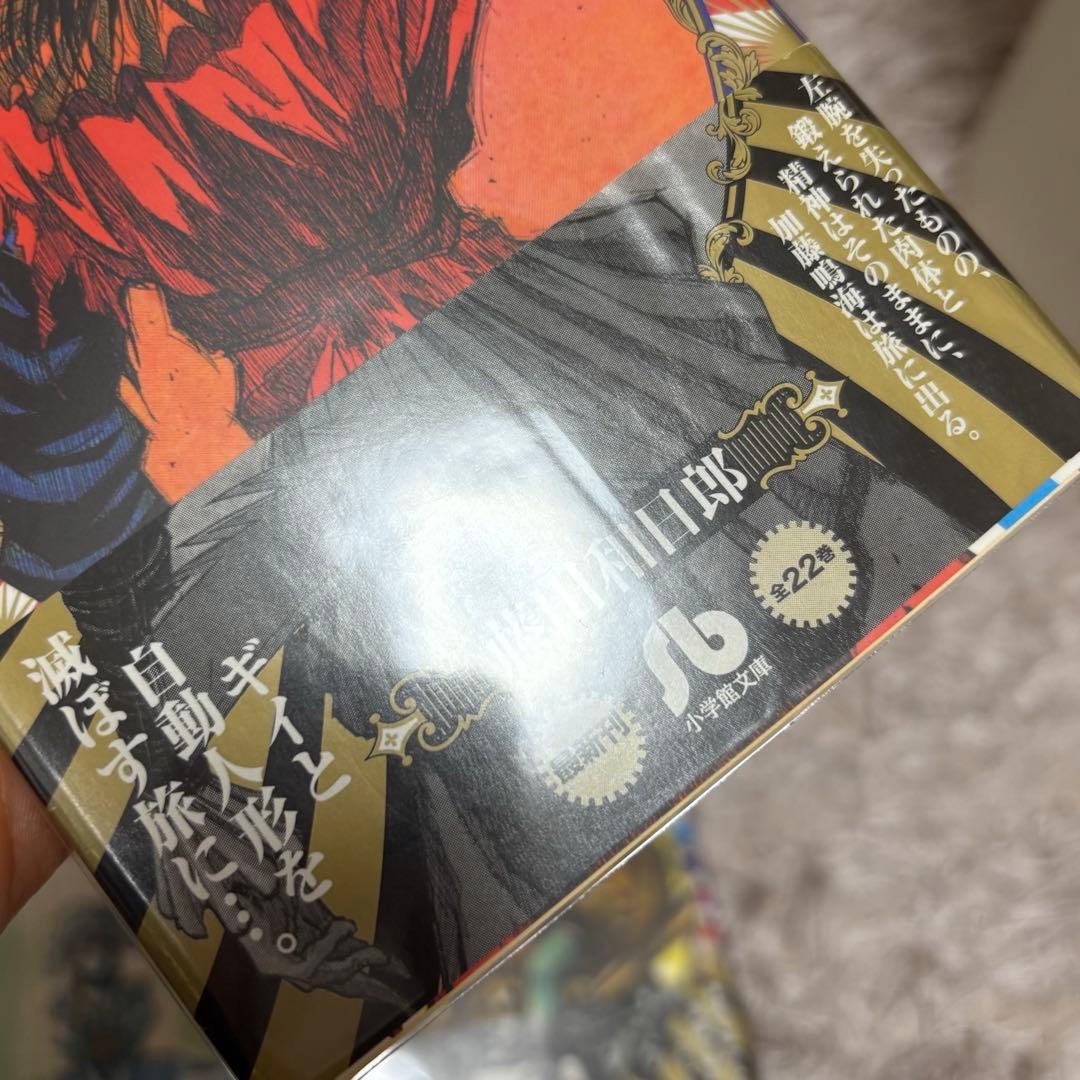 左腕を失ったものの、
鍛えられた肉体と
精神はそのままに、
加藤鳴海は旅に出る。
和日郎
全22巻
小学館文庫
最新刊
ギイと
自動人形を
滅ぼす旅に…。